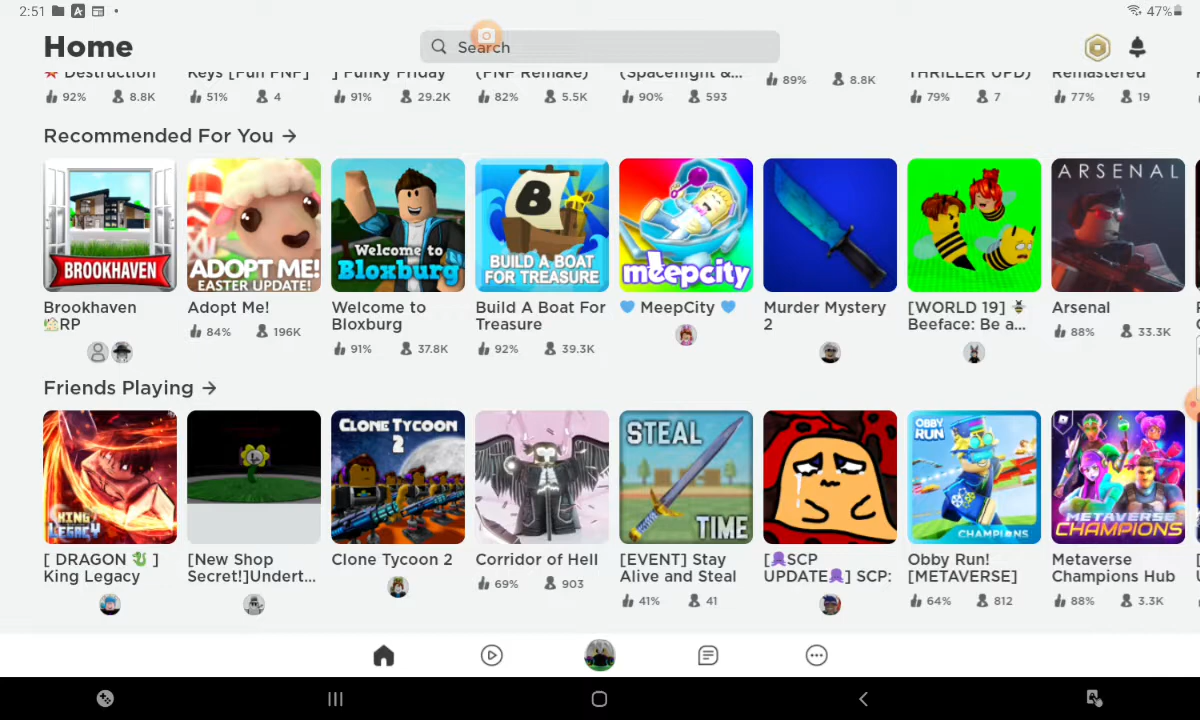 2:51
47%
Home
Search
Destruction
Keys [Fun FNF]
] Funky Friday
(FNF Remake)
(Spaceflight &...
THRILLER UPD)
Remastered
92% 8.8K
51% 4
91% 29.2K
82% 5.5K
90% 593
89% 8.8K
79% 7
77% 19
Recommended For You →
BROOKHAVEN
ADOPT ME!
EASTER UPDATE!
Welcome to
Bloxburg
B
BUILD A BOAT
FOR TREASURE
meepcity
ARSENAL
Brookhaven
🏡RP
Adopt Me!
84% 196K
Welcome to
Bloxburg
91% 37.8K
Build A Boat For
Treasure
92% 39.3K
💙 MeepCity 💙
Murder Mystery
2
[WORLD 19] 🐝
Beeface: Be a...
Arsenal
88% 33.3K
Friends Playing →
KING
LEGACY
CLONE TYCOON
2
STEAL
TIME
OBBY
RUN
CHAMPIONS
METAVERSE
CHAMPIONS
[ DRAGON 🐉 ]
King Legacy
[New Shop
Secret!]Undert...
Clone Tycoon 2
Corridor of Hell
69% 903
[EVENT] Stay
Alive and Steal
41% 41
[🐙SCP
UPDATE🐙] SCP:
Obby Run!
[METAVERSE]
64% 812
Metaverse
Champions Hub
88% 3.3K